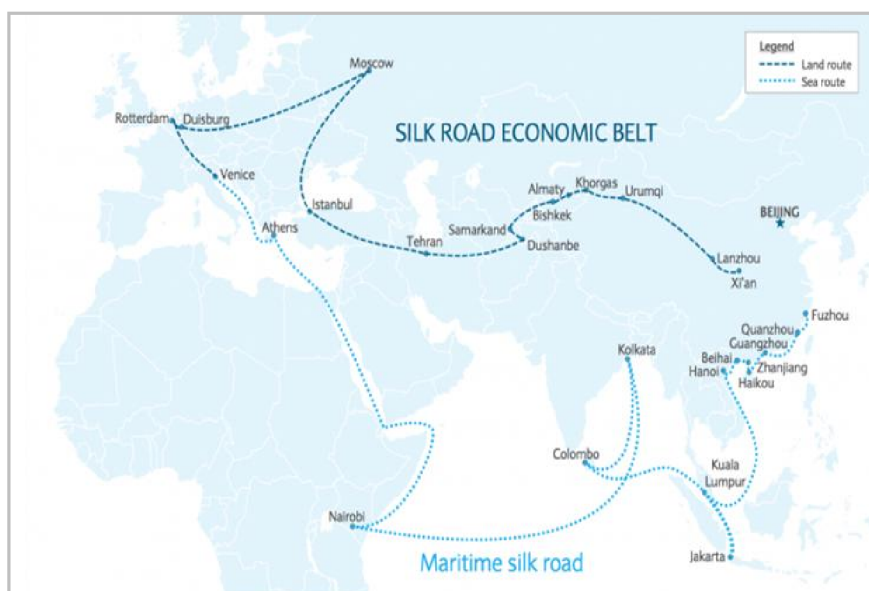 Legend
Land route
Sea route
Moscow
Rotterdam
Duisburg
SILK ROAD ECONOMIC BELT
Venice
Istanbul
Athens
Tehran
Samarkand
Dushanbe
Almaty
Bishkek
Khorgas
Urumqi
BEIJING
Lanzhou
Xi'an
Fuzhou
Quanzhou
Guangzhou
Beihai
Zhanjiang
Hanoi
Haikou
Kolkata
Colombo
Kuala
Lumpur
Nairobi
Jakarta
Maritime silk road